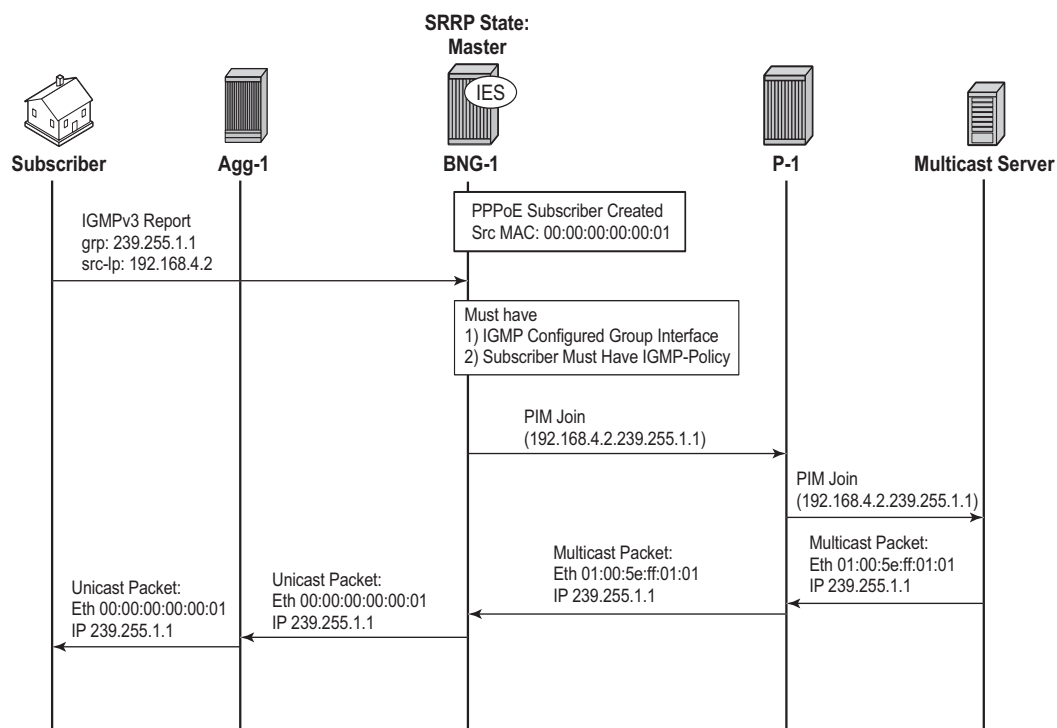 SRRP State:
Master
IES
Subscriber
Agg-1
BNG-1
P-1
Multicast Server
IGMPv3 Report
grp: 239.255.1.1
src-Ip: 192.168.4.2
PPPoE Subscriber Created
Src MAC: 00:00:00:00:00:01
Must have
1) IGMP Configured Group Interface
2) Subscriber Must Have IGMP-Policy
PIM Join
(192.168.4.2.239.255.1.1)
PIM Join
(192.168.4.2.239.255.1.1)
Multicast Packet:
Eth 01:00:5e:ff:01:01
IP 239.255.1.1
Multicast Packet:
Eth 01:00:5e:ff:01:01
IP 239.255.1.1
Unicast Packet:
Eth 00:00:00:00:00:01
IP 239.255.1.1
Unicast Packet:
Eth 00:00:00:00:00:01
IP 239.255.1.1